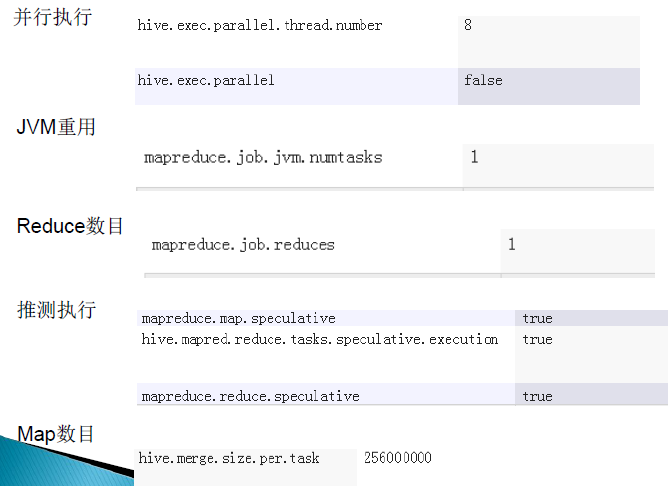 并行执行
hive.exec.parallel.thread.number 8
hive.exec.parallel false
JVM重用
mapreduce.job.jvm.numtasks 1
Reduce数目
mapreduce.job.reduces 1
推测执行
mapreduce.map.speculative true
hive.mapred.reduce.tasks.speculative.execution true
mapreduce.reduce.speculative true
Map数目
hive.merge.size.per.task 256000000